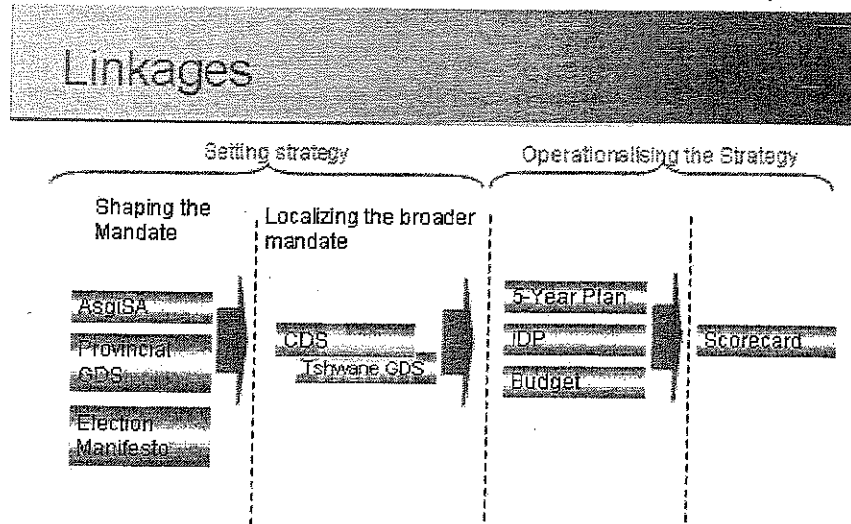 Linkages
Setting strategy
Operationalising the Strategy
Shaping the
Mandate
Localizing the broader
mandate
AsgiSA
Provincial
GDS
Election
Manifesto
CDS
Tshwane GDS
5-Year Plan
IDP
Budget
Scorecard